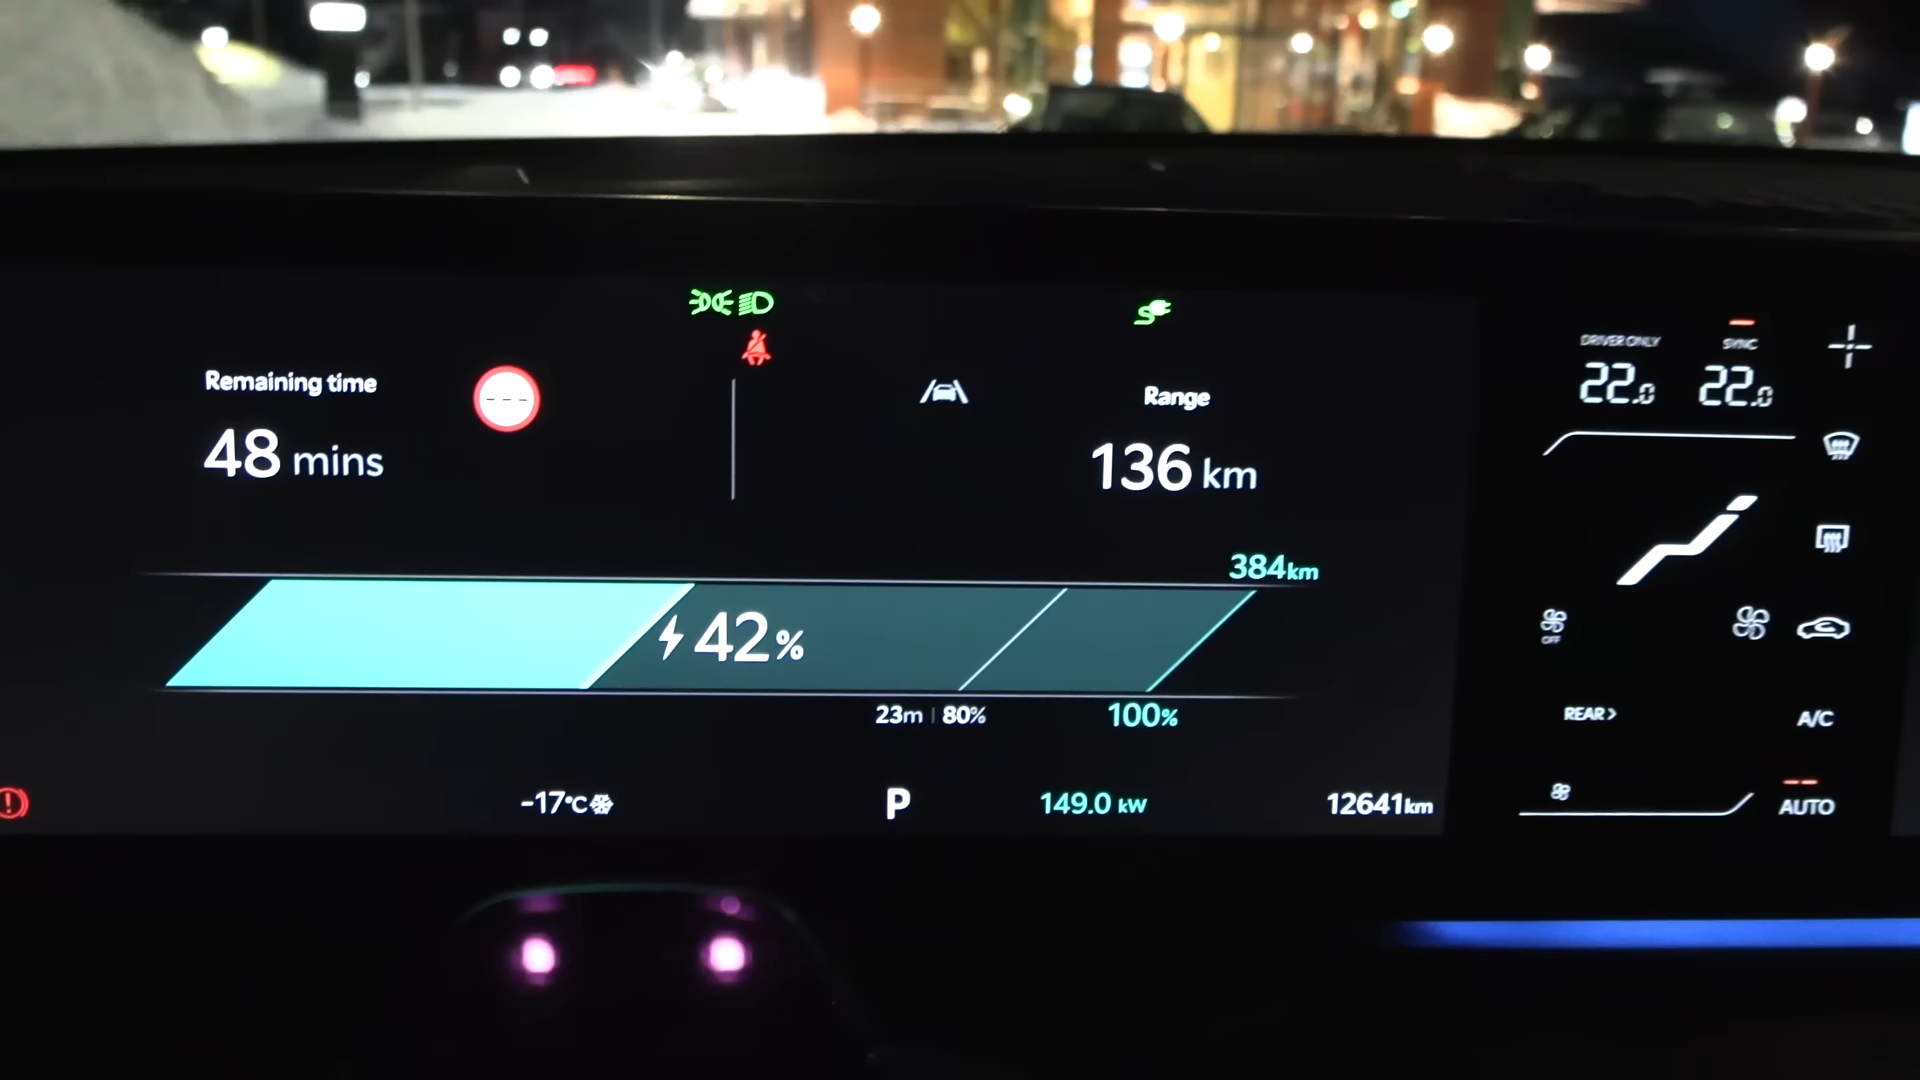 Remaining time
48 mins
Range
136 km
384km
42%
23m | 80%
100%
-17°C
P
149.0 kW
12641km
DRIVER ONLY
SYNC
22.0
22.0
OFF
REAR>
A/C
AUTO